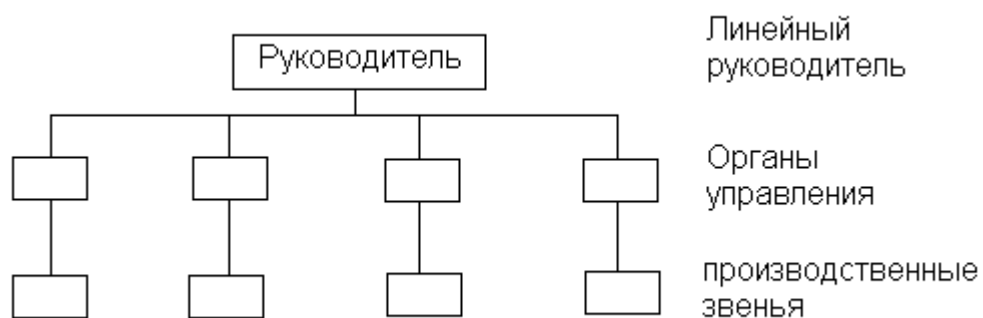 Линейный
руководитель
Руководитель
Органы
управления
производственные
звенья